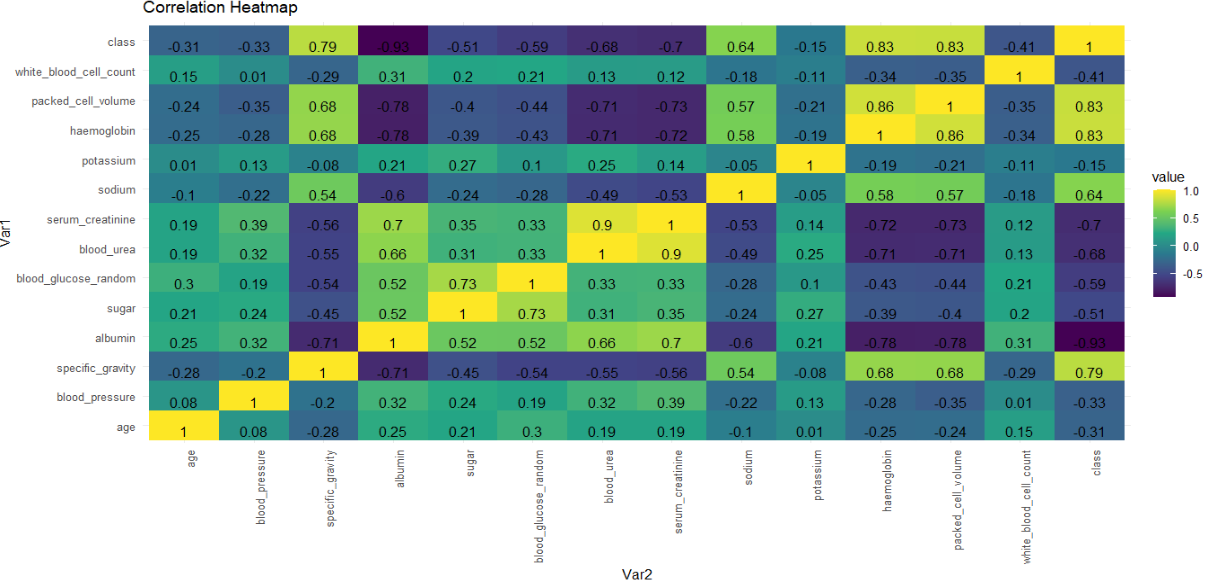 Correlation Heatmap
class -0.31 -0.33 0.79 -0.93 -0.51 -0.59 -0.68 -0.7 0.64 -0.15 0.83 0.83 -0.41 1
white_blood_cell_count 0.15 0.01 -0.29 0.31 0.2 0.21 0.13 0.12 -0.18 -0.11 -0.34 -0.35 1 -0.41
packed_cell_volume -0.24 -0.35 0.68 -0.78 -0.4 -0.44 -0.71 -0.73 0.57 -0.21 0.86 1 -0.35 0.83
haemoglobin -0.25 -0.28 0.68 -0.78 -0.39 -0.43 -0.71 -0.72 0.58 -0.19 1 0.86 -0.34 0.83
potassium 0.01 0.13 -0.08 0.21 0.27 0.1 0.25 0.14 -0.05 1 -0.19 -0.21 -0.11 -0.15
sodium -0.1 -0.22 0.54 -0.6 -0.24 -0.28 -0.49 -0.53 1 -0.05 0.58 0.57 -0.18 0.64
serum_creatinine 0.19 0.39 -0.56 0.7 0.35 0.33 0.9 1 -0.53 0.14 -0.72 -0.73 0.12 -0.7
blood_urea 0.19 0.32 -0.55 0.66 0.31 0.33 1 0.9 -0.49 0.25 -0.71 -0.71 0.13 -0.68
blood_glucose_random 0.3 0.19 -0.54 0.52 0.73 1 0.33 0.33 -0.28 0.1 -0.43 -0.44 0.21 -0.59
sugar 0.21 0.24 -0.45 0.52 1 0.73 0.31 0.35 -0.24 0.27 -0.39 -0.4 0.2 -0.51
albumin 0.25 0.32 -0.71 1 0.52 0.52 0.66 0.7 -0.6 0.21 -0.78 -0.78 0.31 -0.93
specific_gravity -0.28 -0.2 1 -0.71 -0.45 -0.54 -0.55 -0.56 0.54 -0.08 0.68 0.68 -0.29 0.79
blood_pressure 0.08 1 -0.2 0.32 0.24 0.19 0.32 0.39 -0.22 0.13 -0.28 -0.35 0.01 -0.33
age 1 0.08 -0.28 0.25 0.21 0.3 0.19 0.19 -0.1 0.01 -0.25 -0.24 0.15 -0.31
Var1
age
blood_pressure
specific_gravity
albumin
sugar
blood_glucose_random
blood_urea
serum_creatinine
sodium
potassium
haemoglobin
packed_cell_volume
white_blood_cell_count
class
Var2
value
1.0
0.5
0.0
-0.5